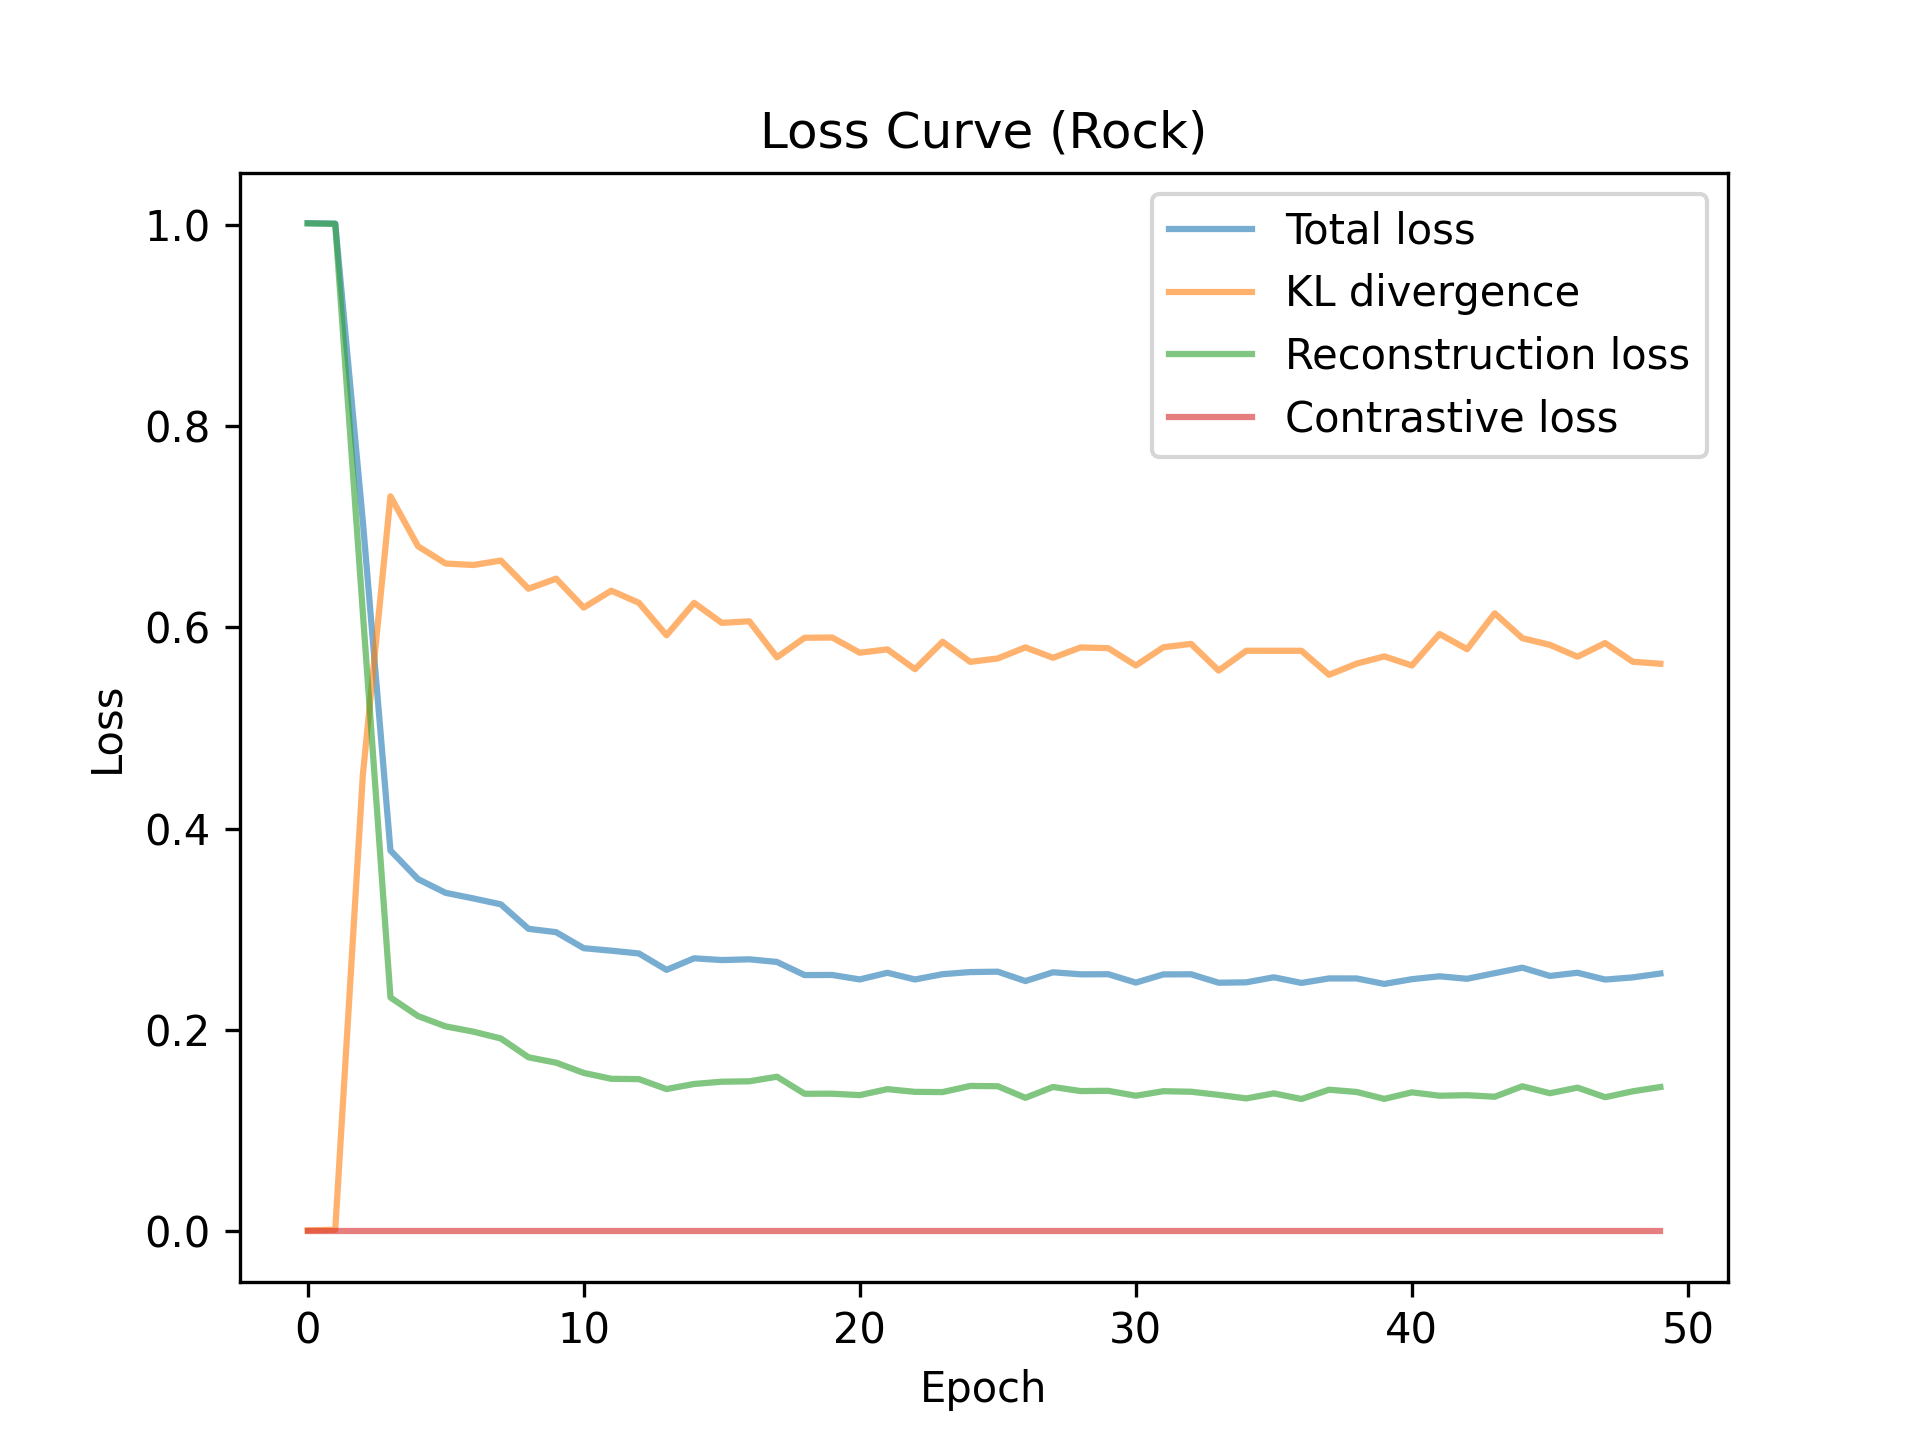 Loss Curve (Rock)
Total loss
KL divergence
Reconstruction loss
Contrastive loss
1.0
0.8
0.6
0.4
0.2
0.0
Loss
0 10 20 30 40 50
Epoch